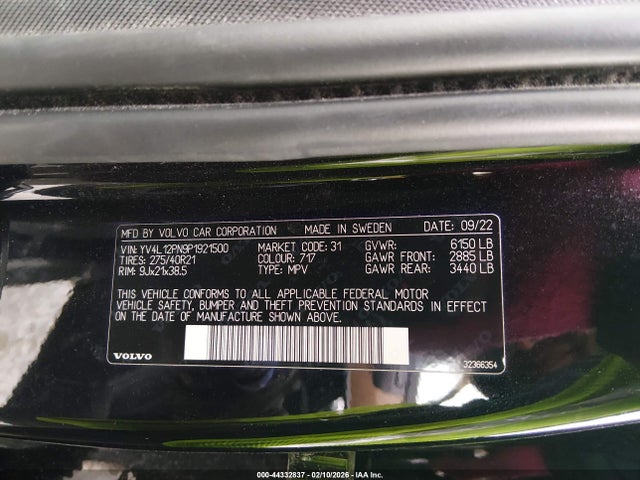 MFD BY VOLVO CAR CORPORATION MADE IN SWEDEN DATE: 09/22
VIN: YV4L12PN9P1921500 MARKET CODE: 31 GVWR: 6150 LB
TIRES: 275/40R21 COLOUR: 717 GAWR FRONT: 2885 LB
RIM: 9Jx21x38.5 TYPE: MPV GAWR REAR: 3440 LB
THIS VEHICLE CONFORMS TO ALL APPLICABLE FEDERAL MOTOR
VEHICLE SAFETY, BUMPER AND THEFT PREVENTION STANDARDS IN EFFECT
ON THE DATE OF MANUFACTURE SHOWN ABOVE.
VOLVO 32366354
000-44332837 - 02/10/2026 - IAA Inc.